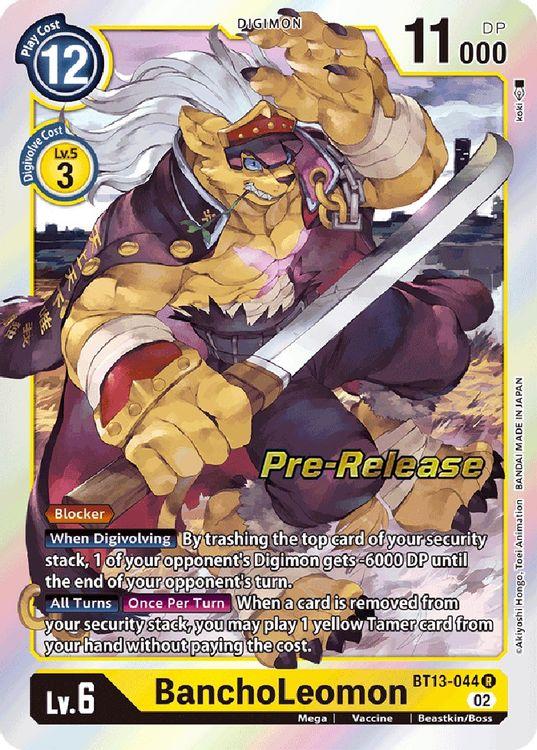 DIGIMON
Play Cost
12
DP
11000
Digivolve Cost
Lv.5
3
koki
Pre-Release
Blocker
When Digivolving By trashing the top card of your security
stack, 1 of your opponent's Digimon gets -6000 DP until
the end of your opponent's turn.
All Turns Once Per Turn When a card is removed from
your security stack, you may play 1 yellow Tamer card from
your hand without paying the cost.
©Akiyoshi Hongo, Toei Animation BANDAI MADE IN JAPAN
Lv.6
BanchoLeomon
BT13-044 R
02
Mega | Vaccine | Beastkin/Boss